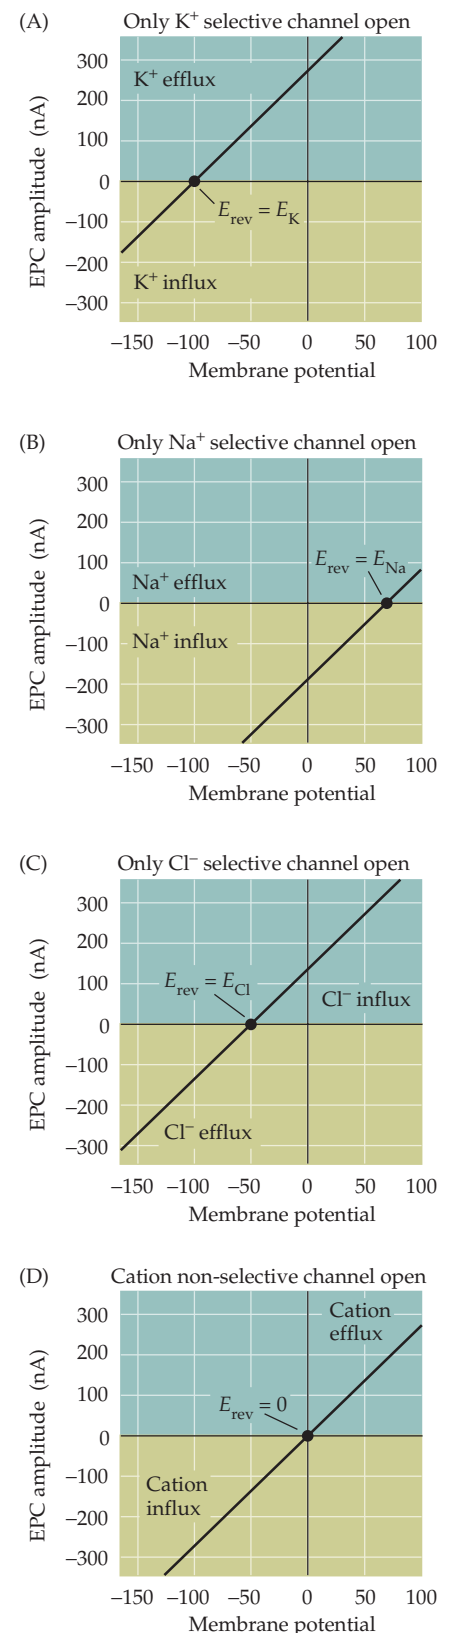 (A) Only K⁺ selective channel open
EPC amplitude (nA)
300
200
100
0
–100
–200
–300
K⁺ efflux
E_rev = E_K
K⁺ influx
–150 –100 –50 0 50 100
Membrane potential
(B) Only Na⁺ selective channel open
EPC amplitude (nA)
300
200
100
0
–100
–200
–300
E_rev = E_Na
Na⁺ efflux
Na⁺ influx
–150 –100 –50 0 50 100
Membrane potential
(C) Only Cl⁻ selective channel open
EPC amplitude (nA)
300
200
100
0
–100
–200
–300
E_rev = E_Cl
Cl⁻ influx
Cl⁻ efflux
–150 –100 –50 0 50 100
Membrane potential
(D) Cation non-selective channel open
EPC amplitude (nA)
300
200
100
0
–100
–200
–300
Cation
efflux
E_rev = 0
Cation
influx
–150 –100 –50 0 50 100
Membrane potential